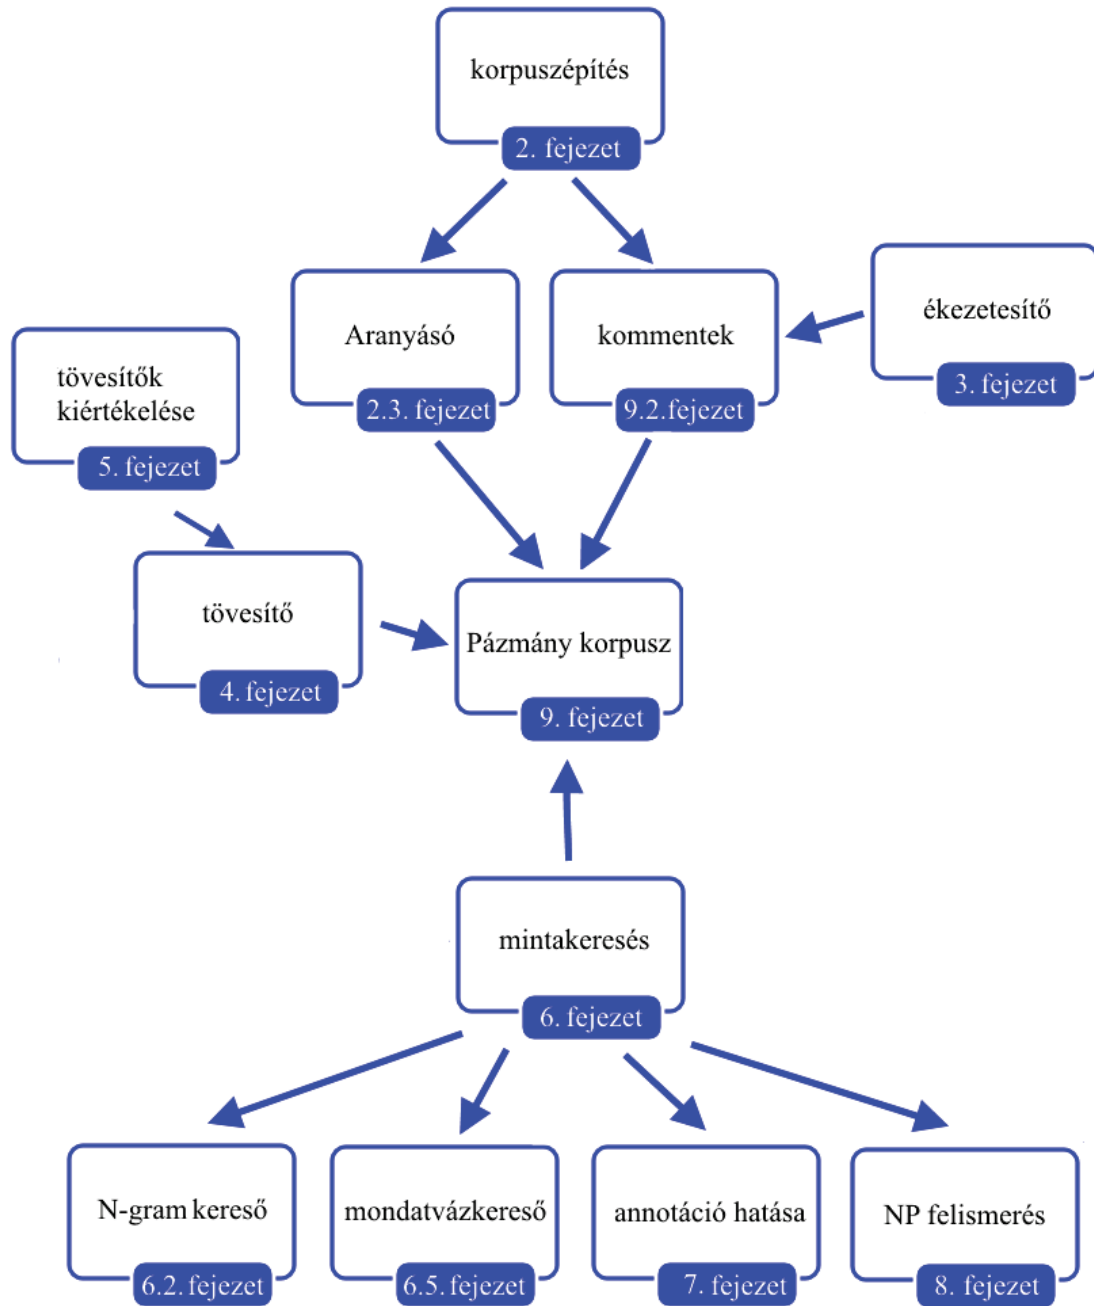 korpuszépítés
2. fejezet
Aranyásó
2.3. fejezet
kommentek
9.2.fejezet
ékezetesítő
3. fejezet
tövesítők
kiértékelése
5. fejezet
tövesítő
4. fejezet
Pázmány korpusz
9. fejezet
mintakeresés
6. fejezet
N-gram kereső
6.2. fejezet
mondatvázkereső
6.5. fejezet
annotáció hatása
7. fejezet
NP felismerés
8. fejezet